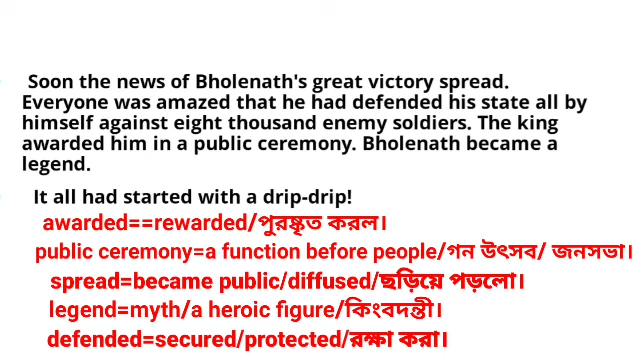 Soon the news of Bholenath's great victory spread.
Everyone was amazed that he had defended his state all by
himself against eight thousand enemy soldiers. The king
awarded him in a public ceremony. Bholenath became a
legend.
It all had started with a drip-drip!
awarded==rewarded/পুরষ্কৃত করল।
public ceremony=a function before people/গন উৎসব/ জনসভা।
spread=became public/diffused/ছড়িয়ে পড়লো।
legend=myth/a heroic figure/কিংবদন্তী।
defended=secured/protected/রক্ষা করা।